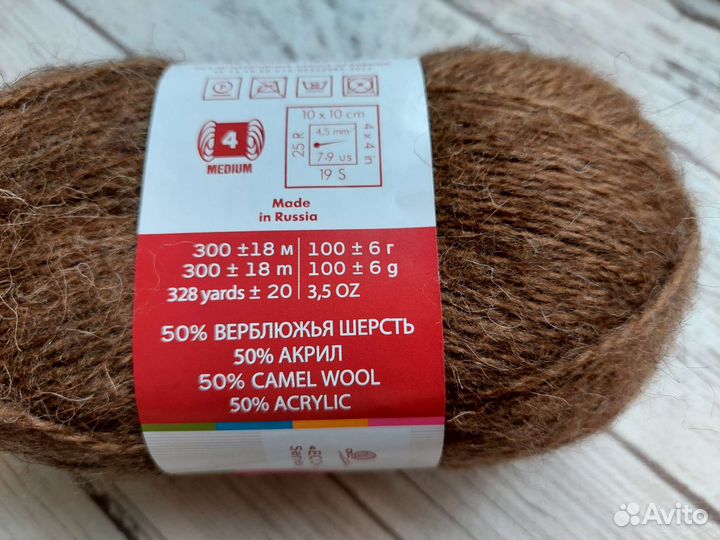 10 x 10 cm
25 R
4,5 mm
7-9 US
4 x 4 in
19 S
4
MEDIUM
Made
in Russia
300 ±18 м 100 ± 6 г
300 ± 18 m 100 ± 6 g
328 yards ± 20 3,5 OZ
50% ВЕРБЛЮЖЬЯ ШЕРСТЬ
50% АКРИЛ
50% CAMEL WOOL
50% ACRYLIC
Avito